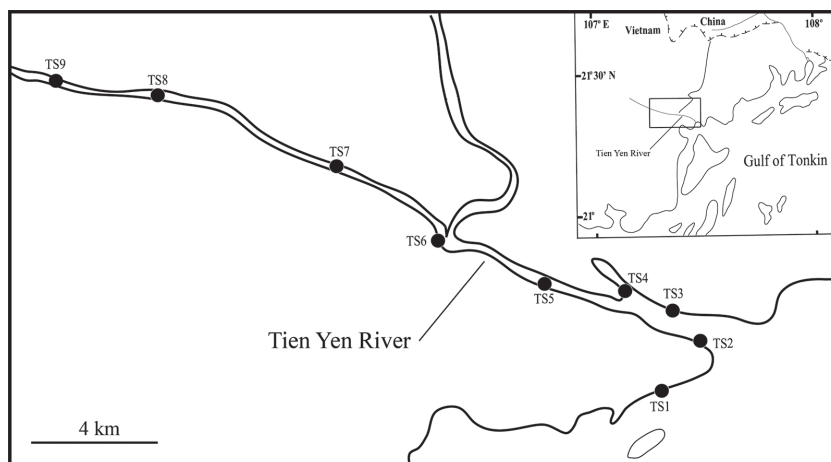 107° E
108°
China
Vietnam
21°30' N
Tien Yen River
Gulf of Tonkin
21°
TS9
TS8
TS7
TS6
TS5
TS4
TS3
TS2
TS1
Tien Yen River
4 km